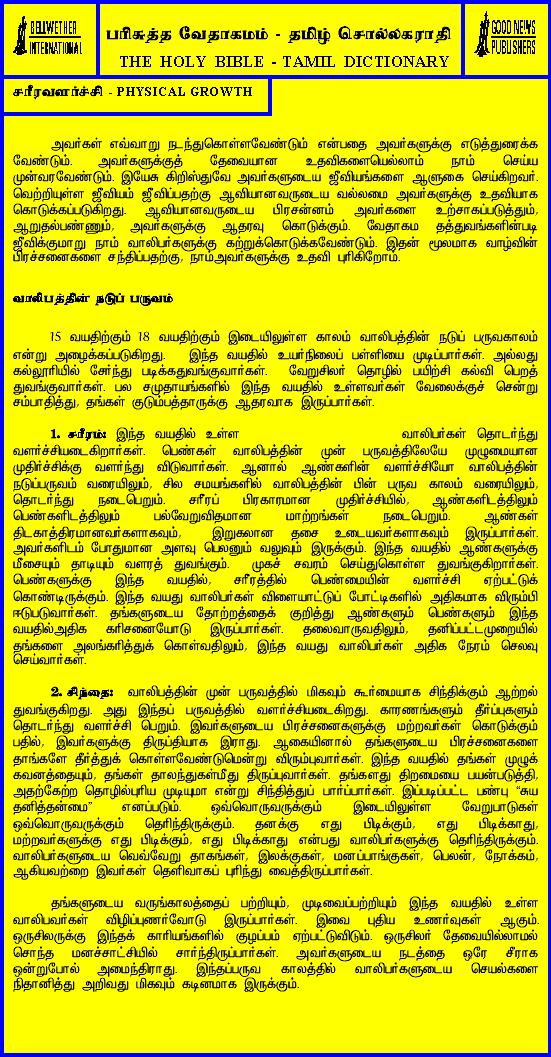 BELLWETHER
INTERNATIONAL
பரிசுத்த வேதாகமம் - தமிழ் சொல்லகராதி
THE HOLY BIBLE - TAMIL DICTIONARY
GOOD NEWS
PUBLISHERS
சரீரவளர்ச்சி - PHYSICAL GROWTH
அவர்கள் எவ்வாறு நடந்துகொள்ளவேண்டும் என்பதை அவர்களுக்கு எடுத்துரைக்க
வேண்டும். அவர்களுக்குத் தேவையான உதவிகளையெல்லாம் நாம் செய்ய
முன்வரவேண்டும். இயேசு கிறிஸ்துவே அவர்களுடைய ஜீவியங்களை ஆளுகை செய்கிறவர்.
வெற்றியுள்ள ஜீவியம் ஜீவிப்பதற்கு ஆவியானவருடைய வல்லமை அவர்களுக்கு உதவியாக
கொடுக்கப்படுகிறது. ஆவியானவருடைய பிரசன்னம் அவர்களை உற்சாகப்படுத்தும்,
ஆறுதல்பண்ணும், அவர்களுக்கு ஆதரவு கொடுக்கும். வேதாகம தத்துவங்களின்படி
ஜீவிக்குமாறு நாம் வாலிபர்களுக்கு கற்றுக்கொடுக்கவேண்டும். இதன் மூலமாக வாழ்வின்
பிரச்சனைகளை சந்திப்பதற்கு, நாம்அவர்களுக்கு உதவி புரிகிறோம்.
வாலிபத்தின் நடுப் பருவம்
15 வயதிற்கும் 18 வயதிற்கும் இடையிலுள்ள காலம் வாலிபத்தின் நடுப் பருவகாலம்
என்று அழைக்கப்படுகிறது. இந்த வயதில் உயர்நிலைப் பள்ளியை முடிப்பார்கள். அல்லது
கல்லூரியில் சேர்ந்து படிக்கதுவங்குவார்கள். வேறுசிலர் தொழில் பயிற்சி கல்வி பெறத்
துவங்குவார்கள். பல சமுதாயங்களில் இந்த வயதில் உள்ளவர்கள் வேலைக்குச் சென்று
சம்பாதித்து, தங்கள் குடும்பத்தாருக்கு ஆதரவாக இருப்பார்கள்.
1. சரீரம்: இந்த வயதில் உள்ள வாலிபர்கள் தொடர்ந்து
வளர்ச்சியடைகிறார்கள். பெண்கள் வாலிபத்தின் முன் பருவத்திலேயே முழுமையான
முதிர்ச்சிக்கு வளர்ந்து விடுவார்கள். ஆனால் ஆண்களின் வளர்ச்சியோ வாலிபத்தின்
நடுப்பருவம் வரையிலும், சில சமயங்களில் வாலிபத்தின் பின் பருவ காலம் வரையிலும்,
தொடர்ந்து நடைபெறும். சரீரப் பிரகாரமான முதிர்ச்சியில், ஆண்களிடத்திலும்
பெண்களிடத்திலும் பல்வேறுவிதமான மாற்றங்கள் நடைபெறும். ஆண்கள்
திடகாத்திரமானவர்களாகவும், இறுகலான தசை உடையவர்களாகவும் இருப்பார்கள்.
அவர்களிடம் போதுமான அளவு பெலனும் வலுவும் இருக்கும். இந்த வயதில் ஆண்களுக்கு
மீசையும் தாடியும் வளரத் துவங்கும். முகச் சவரம் செய்துகொள்ள துவங்குகிறார்கள்.
பெண்களுக்கு இந்த வயதில், சரீரத்தில் பெண்மையின் வளர்ச்சி ஏற்பட்டுக்
கொண்டிருக்கும். இந்த வயது வாலிபர்கள் விளையாட்டுப் போட்டிகளில் அதிகமாக விரும்பி
ஈடுபடுவார்கள். தங்களுடைய தோற்றத்தைக் குறித்து ஆண்களும் பெண்களும் இந்த
வயதில்அதிக கரிசனையோடு இருப்பார்கள். தலைவாருவதிலும், தனிப்பட்டமுறையில்
தங்களை அலங்கரித்துக் கொள்வதிலும், இந்த வயது வாலிபர்கள் அதிக நேரம் செலவு
செய்வார்கள்.
2. சிந்தை: வாலிபத்தின் முன் பருவத்தில் மிகவும் கூர்மையாக சிந்திக்கும் ஆற்றல்
துவங்குகிறது. அது இந்தப் பருவத்தில் வளர்ச்சியடைகிறது. காரணங்களும் தீர்ப்புகளும்
தொடர்ந்து வளர்ச்சி பெறும். இவர்களுடைய பிரச்சனைகளுக்கு மற்றவர்கள் கொடுக்கும்
பதில், இவர்களுக்கு திருப்தியாக இராது. ஆகையினால் தங்களுடைய பிரச்சனைகளை
தாங்களே தீர்த்துக் கொள்ளவேண்டுமென்று விரும்புவார்கள். இந்த வயதில் தங்கள் முழுக்
கவனத்தையும், தங்கள் தாலந்துகள்மீது திருப்புவார்கள். தங்களது திறமையை பயன்படுத்தி,
அதற்கேற்ற தொழில்புரிய முடியுமா என்று சிந்தித்துப் பார்ப்பார்கள். இப்படிப்பட்ட பண்பு “சுய
தனித்தன்மை” எனப்படும். ஒவ்வொருவருக்கும் இடையிலுள்ள வேறுபாடுகள்
ஒவ்வொருவருக்கும் தெரிந்திருக்கும். தனக்கு எது பிடிக்கும், எது பிடிக்காது,
மற்றவர்களுக்கு எது பிடிக்கும், எது பிடிக்காது என்பது வாலிபர்களுக்கு தெரிந்திருக்கும்.
வாலிபர்களுடைய வெவ்வேறு தாகங்கள், இலக்குகள், மனப்பாங்குகள், பெலன், நோக்கம்,
ஆகியவற்றை இவர்கள் தெளிவாகப் புரிந்து வைத்திருப்பார்கள்.
தங்களுடைய வருங்காலத்தைப் பற்றியும், முடிவைப்பற்றியும் இந்த வயதில் உள்ள
வாலிபவர்கள் விழிப்புணர்வோடு இருப்பார்கள். இவை புதிய உணர்வுகள் ஆகும்.
ஒருசிலருக்கு இந்தக் காரியங்களில் குழப்பம் ஏற்பட்டுவிடும். ஒருசிலர் தேவையில்லாமல்
சொந்த மனச்சாட்சியில் சார்ந்திருப்பார்கள். அவர்களுடைய நடத்தை ஒரே சீராக
ஒன்றுபோல் அமைந்திராது. இந்தப்பருவ காலத்தில் வாலிபர்களுடைய செயல்களை
நிதானித்து அறிவது மிகவும் கடினமாக இருக்கும்.